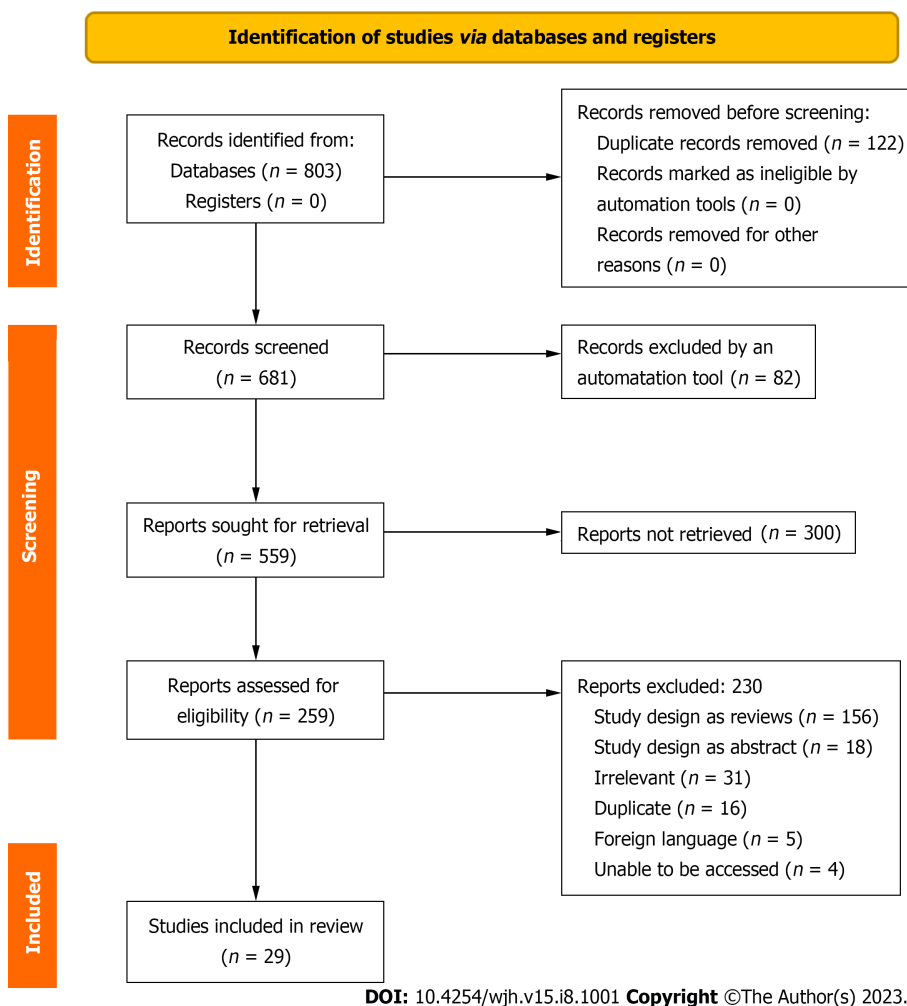 Identification of studies via databases and registers
Identification
Records identified from:
Databases (n = 803)
Registers (n = 0)
Records removed before screening:
Duplicate records removed (n = 122)
Records marked as ineligible by
automation tools (n = 0)
Records removed for other
reasons (n = 0)
Screening
Records screened
(n = 681)
Records excluded by an
automatation tool (n = 82)
Reports sought for retrieval
(n = 559)
Reports not retrieved (n = 300)
Reports assessed for
eligibility (n = 259)
Reports excluded: 230
Study design as reviews (n = 156)
Study design as abstract (n = 18)
Irrelevant (n = 31)
Duplicate (n = 16)
Foreign language (n = 5)
Unable to be accessed (n = 4)
Included
Studies included in review
(n = 29)
DOI: 10.4254/wjh.v15.i8.1001 Copyright ©The Author(s) 2023.